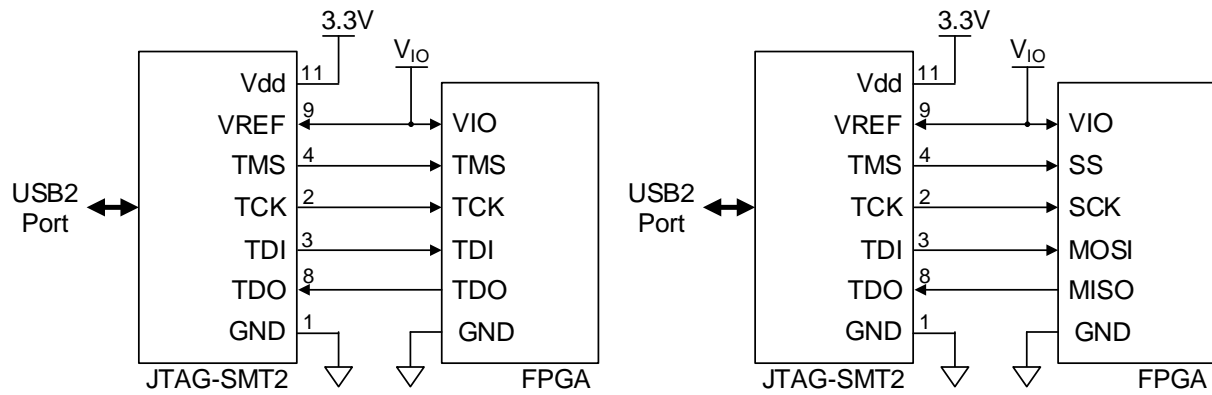 3.3V
VIO
Vdd 11
VREF 9 VIO
TMS 4 TMS
USB2
Port
TCK 2 TCK
TDI 3 TDI
TDO 8 TDO
GND 1 GND
JTAG-SMT2
FPGA
3.3V
VIO
Vdd 11
VREF 9 VIO
TMS 4 SS
USB2
Port
TCK 2 SCK
TDI 3 MOSI
TDO 8 MISO
GND 1 GND
JTAG-SMT2
FPGA